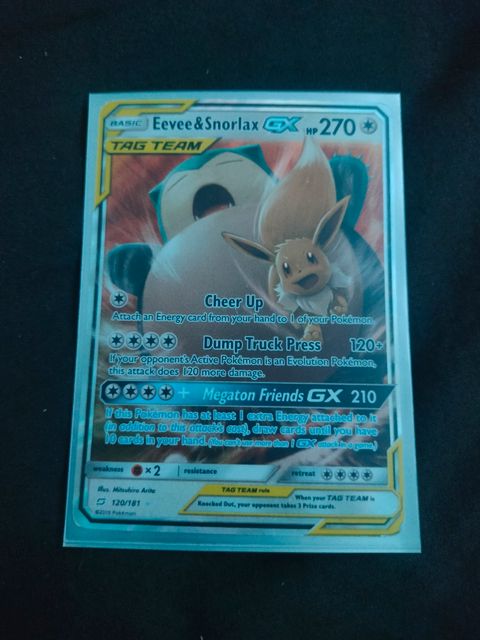 BASIC Eevee&Snorlax GX HP 270
TAG TEAM
Cheer Up
Attach an Energy card from your hand to 1 of your Pokémon.
Dump Truck Press 120+
If your opponent's Active Pokémon is an Evolution Pokémon,
this attack does 120 more damage.
+ Megaton Friends GX 210
If this Pokémon has at least 1 extra Energy attached to it
(in addition to this attack's cost), draw cards until you have
10 cards in your hand. (You can't use more than 1 GX attack in a game.)
weakness ×2 resistance retreat
Illus. Mitsuhiro Arita
TAG TEAM rule
When your TAG TEAM is
Knocked Out, your opponent takes 3 Prize cards.
120/181
©2019 Pokémon